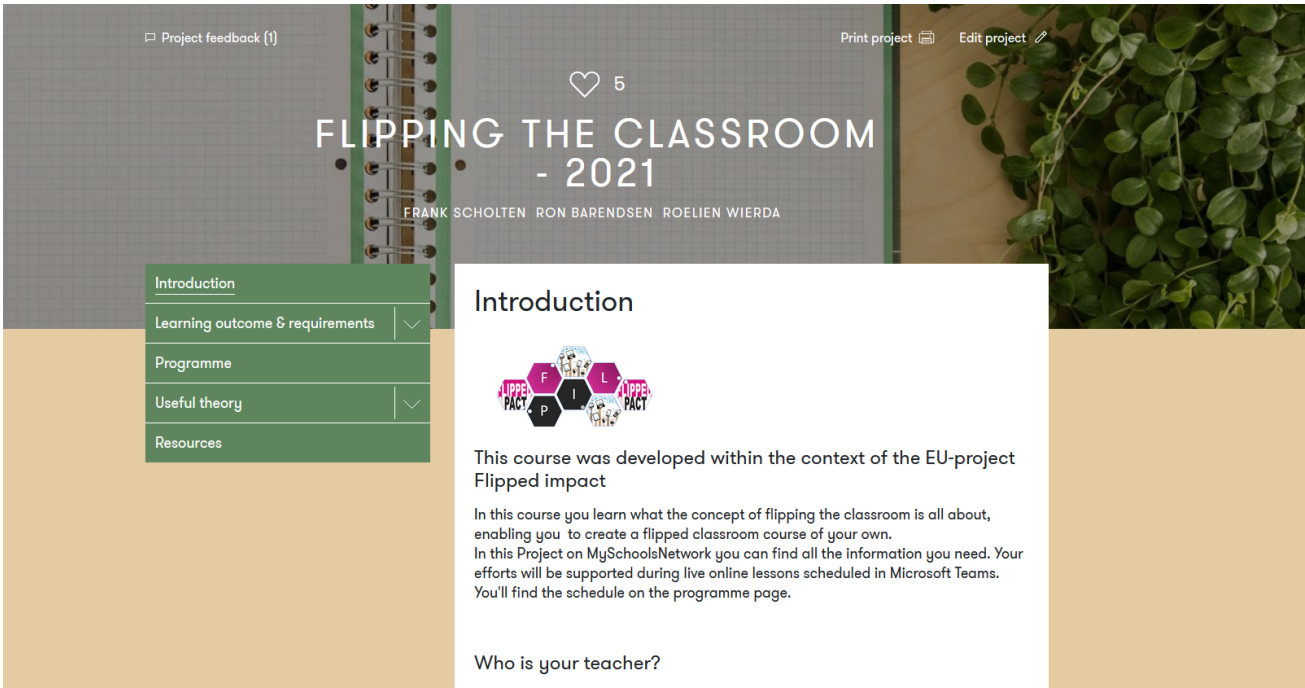 Project feedback (1)
Print project
Edit project
5
FLIPPING THE CLASSROOM
- 2021
FRANK SCHOLTEN RON BARENDSEN ROELIEN WIERDA
Introduction
Learning outcome & requirements
Programme
Useful theory
Resources
Introduction
F L
I
P
PACT
PACT
This course was developed within the context of the EU-project
Flipped impact
In this course you learn what the concept of flipping the classroom is all about,
enabling you  to create a flipped classroom course of your own.
In this Project on MySchoolsNetwork you can find all the information you need. Your
efforts will be supported during live online lessons scheduled in Microsoft Teams.
You'll find the schedule on the programme page.
Who is your teacher?